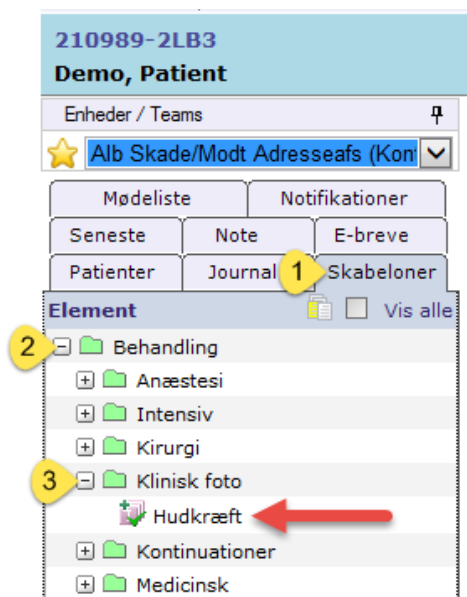 210989-2LB3
Demo, Patient
Enheder / Teams
Alb Skade/Modt Adresseafs (Kon
Mødeliste Notifikationer
Seneste Note E-breve
Patienter Journal 1 Skabeloner
Element Vis alle
2 Behandling
Anæstesi
Intensiv
Kirurgi
3 Klinisk foto
Hudkræft
Kontinuationer
Medicinsk